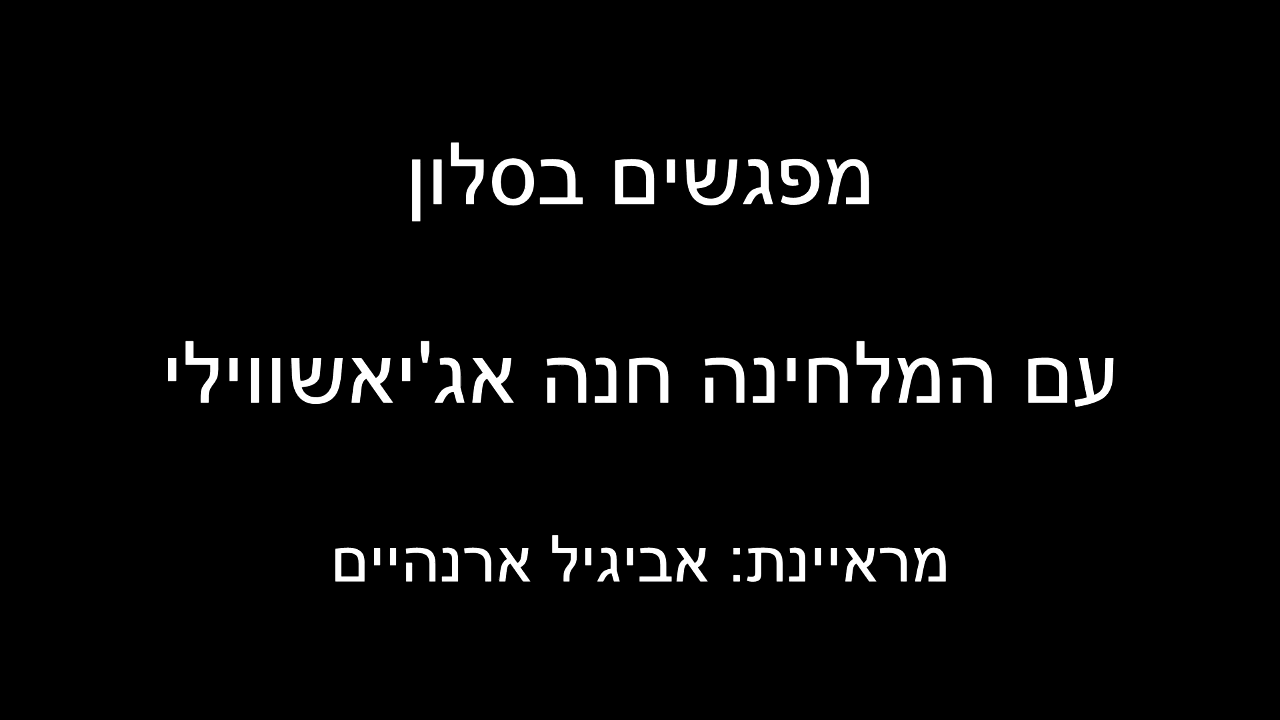 מפגשים בסלון
עם המלחינה חנה אג'יאשווילי
מראיינת: אביגיל ארנהיים